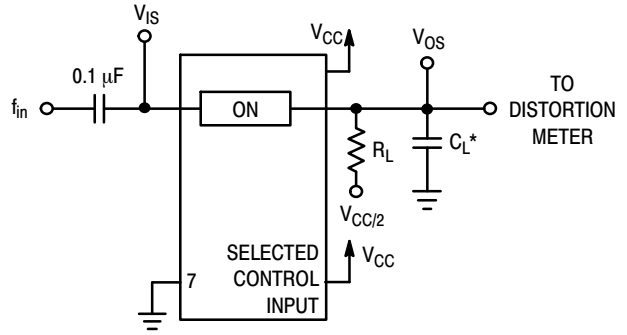 V_IS
V_CC
V_OS
0.1 μF
f_in
ON
TO
DISTORTION
METER
R_L
C_L*
V_CC/2
SELECTED
CONTROL
INPUT
V_CC
7